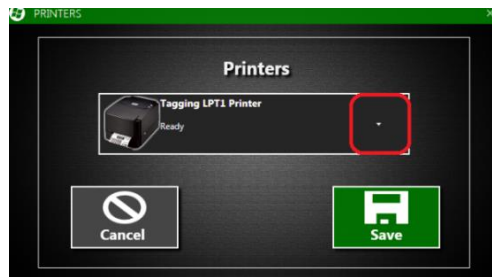 PRINTERS
Printers
Tagging LPT1 Printer
Ready
Cancel
Save